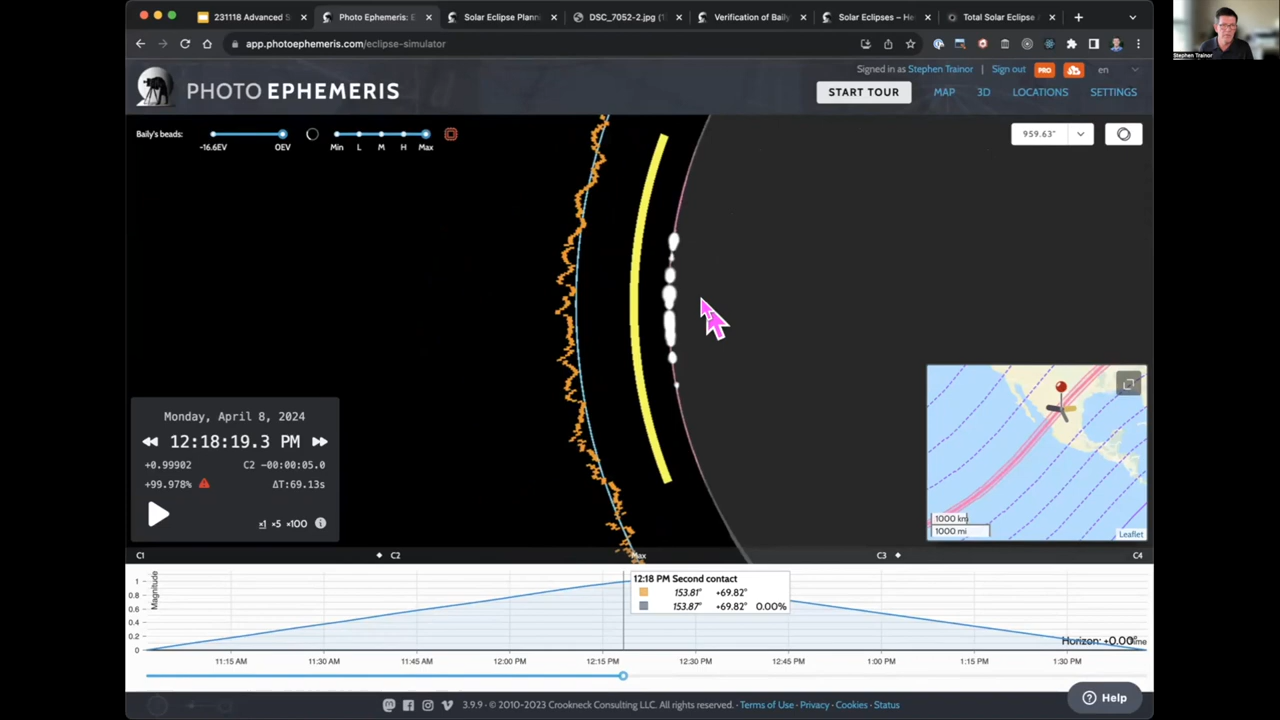 231118 Advanced S
Photo Ephemeris: E
Solar Eclipse Plann
DSC_7052-2.jpg (1
Verification of Baily
Solar Eclipses – He
Total Solar Eclipse
app.photoephemeris.com/eclipse-simulator
Stephen Trainor
Signed in as Stephen Trainor | Sign out PRO en
PHOTO EPHEMERIS
START TOUR MAP 3D LOCATIONS SETTINGS
Baily's beads:
-16.6EV 0EV Min L M H Max
959.63"
Monday, April 8, 2024
12:18:19.3 PM
+0.99902 C2 -00:00:05.0
+99.978% ΔT:69.13s
x1 x5 x100
1000 km
1000 mi
Leaflet
C1 C2 Max C3 C4
Magnitude
1
0.8
0.6
0.4
0.2
0
12:18 PM Second contact
153.81° +69.82°
153.87° +69.82° 0.00%
Horizon: +0.00°
11:15 AM 11:30 AM 11:45 AM 12:00 PM 12:15 PM 12:30 PM 12:45 PM 1:00 PM 1:15 PM 1:30 PM
3.9.9 · © 2010-2023 Crookneck Consulting LLC. All rights reserved. · Terms of Use · Privacy · Cookies · Status
Help